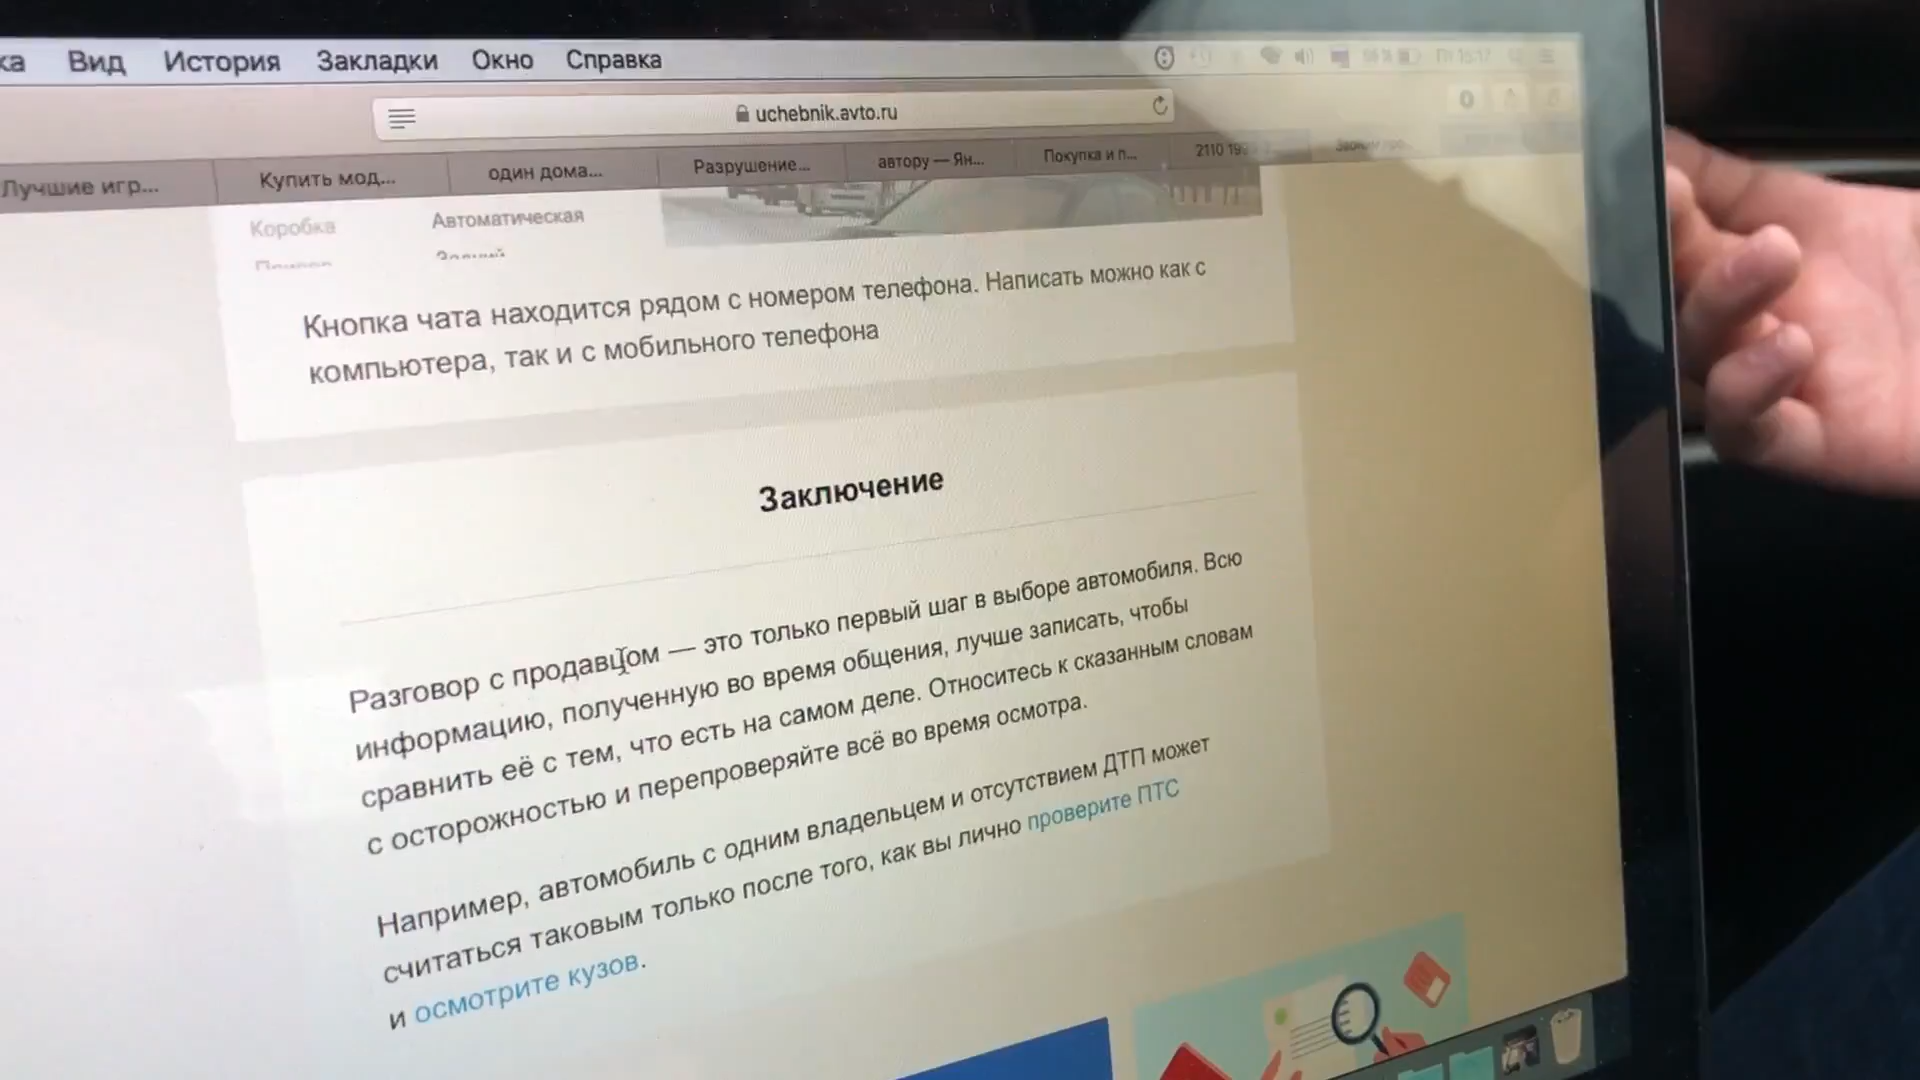 Вид История Закладки Окно Справка
uchebnik.avto.ru
Лучшие игр... Купить мод... один дома... Разрушение... автору — Ян... Покупка и п... 2110
Коробка Автоматическая
Кнопка чата находится рядом с номером телефона. Написать можно как с
компьютера, так и с мобильного телефона
Заключение
Разговор с продавцом — это только первый шаг в выборе автомобиля. Всю
информацию, полученную во время общения, лучше записать, чтобы
сравнить её с тем, что есть на самом деле. Относитесь к сказанным словам
с осторожностью и перепроверяйте всё во время осмотра.
Например, автомобиль с одним владельцем и отсутствием ДТП может
считаться таковым только после того, как вы лично проверите ПТС
и осмотрите кузов.